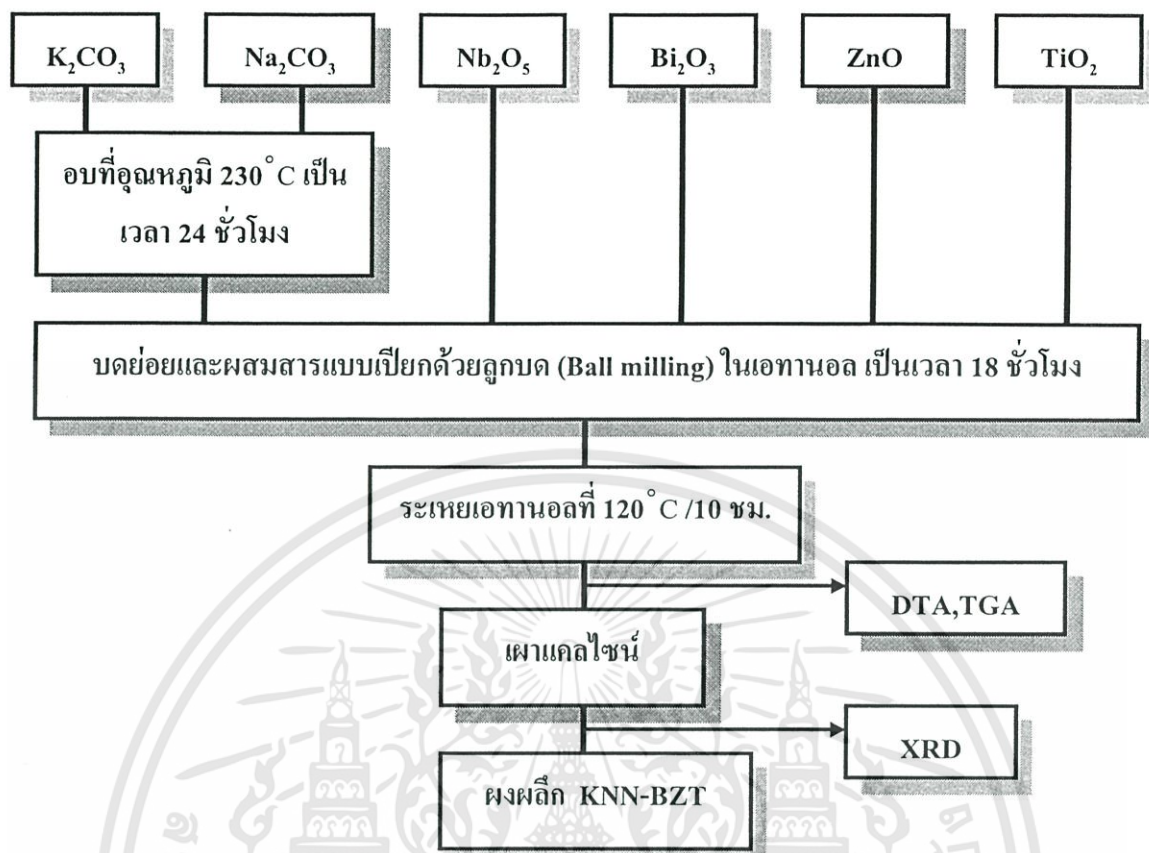 K₂CO₃
Na₂CO₃
Nb₂O₅
Bi₂O₃
ZnO
TiO₂
อบที่อุณหภูมิ 230°C เป็น
เวลา 24 ชั่วโมง
บดย่อยและผสมสารแบบเปียกด้วยลูกบด (Ball milling) ในเอทานอล เป็นเวลา 18 ชั่วโมง
ระเหยเอทานอลที่ 120°C /10 ชม.
DTA,TGA
เผาแคลไซน์
XRD
ผงผลึก KNN-BZT